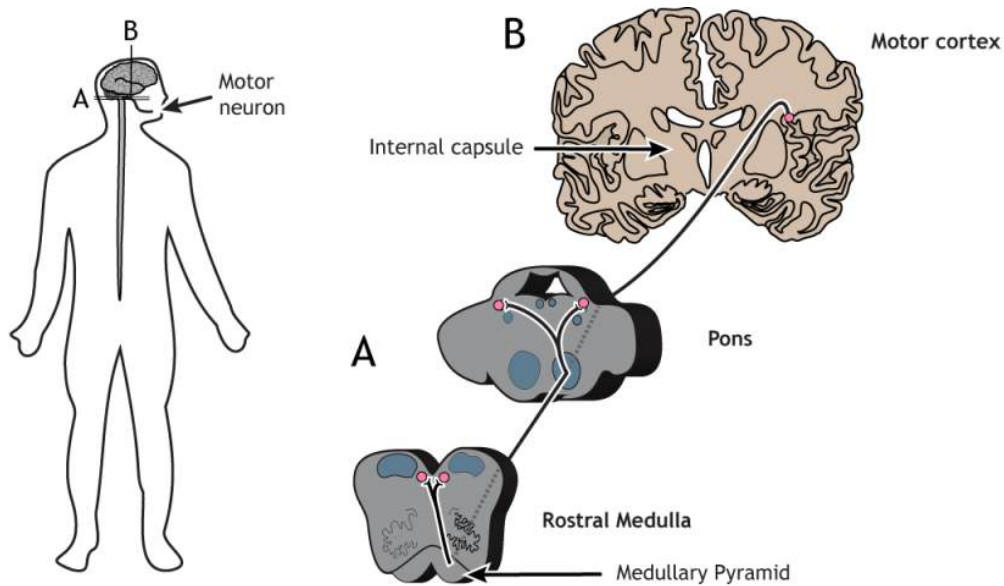 B
A
Motor
neuron
B
Motor cortex
Internal capsule
A
Pons
Rostral Medulla
Medullary Pyramid